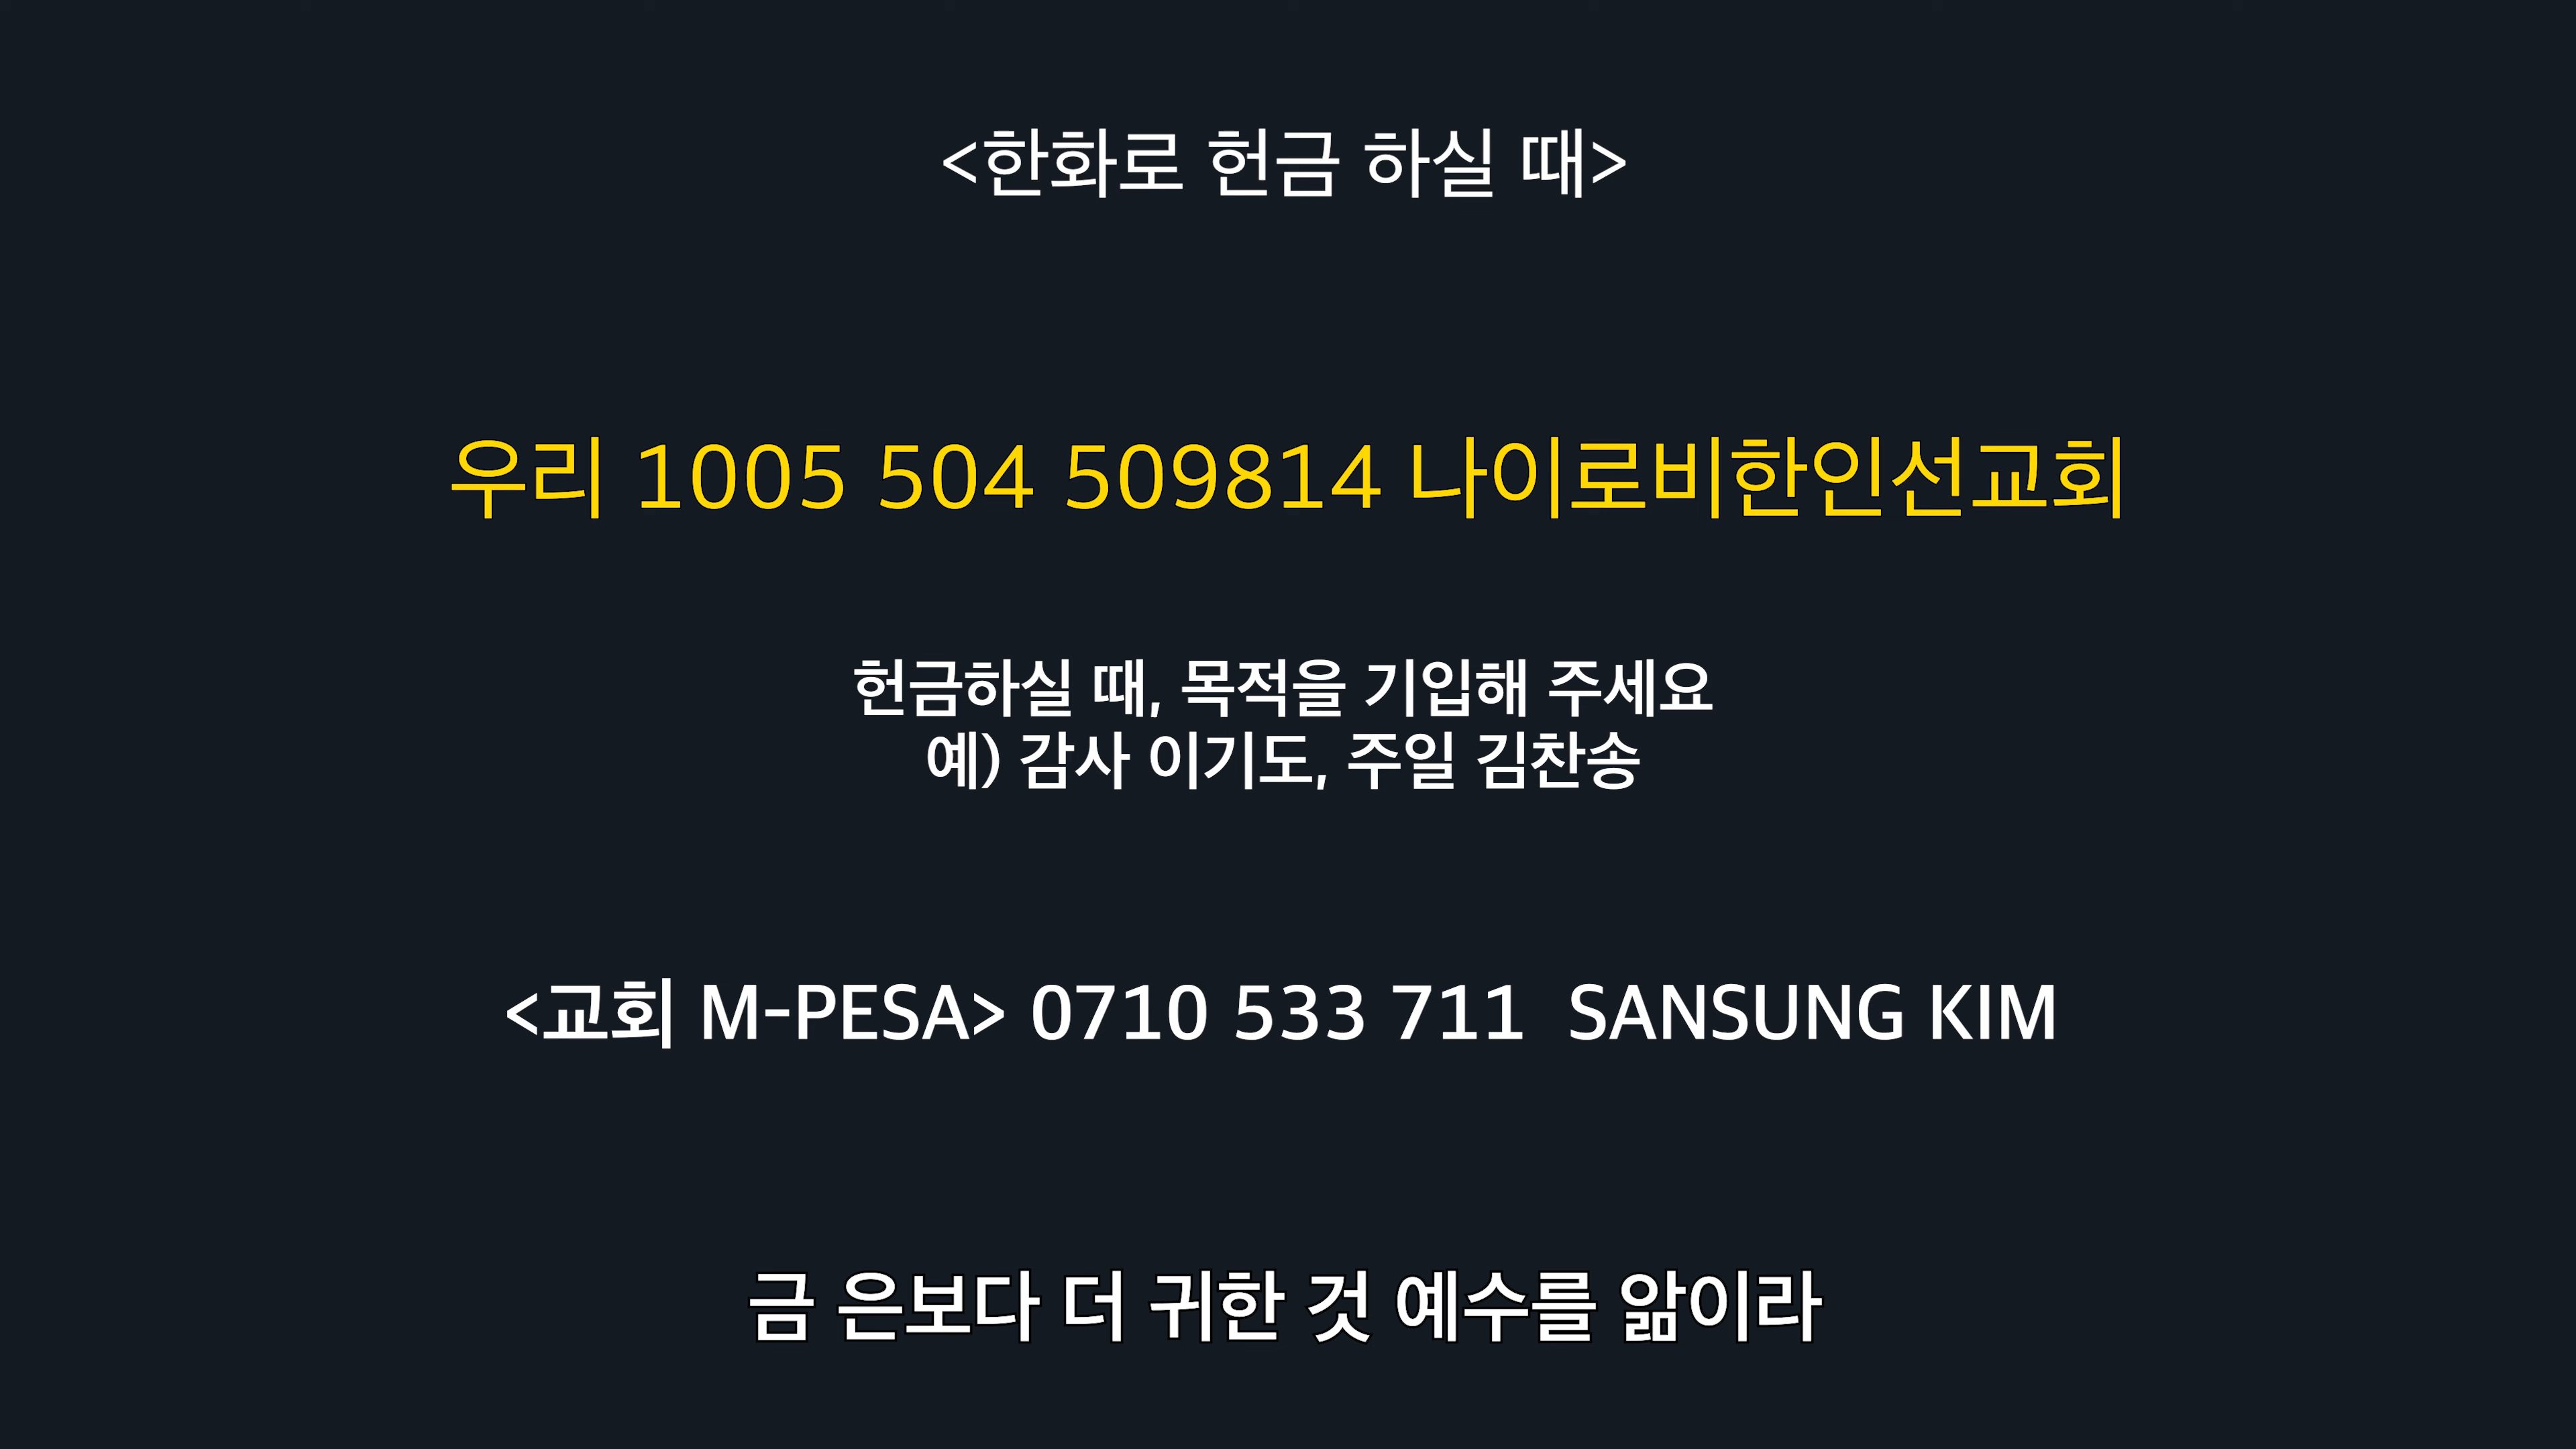 <한화로 헌금 하실 때>
우리 1005 504 509814 나이로비한인선교회
헌금하실 때, 목적을 기입해 주세요
예) 감사 이기도, 주일 김찬송
<교회 M-PESA> 0710 533 711  SANSUNG KIM
금 은보다 더 귀한 것 예수를 앎이라